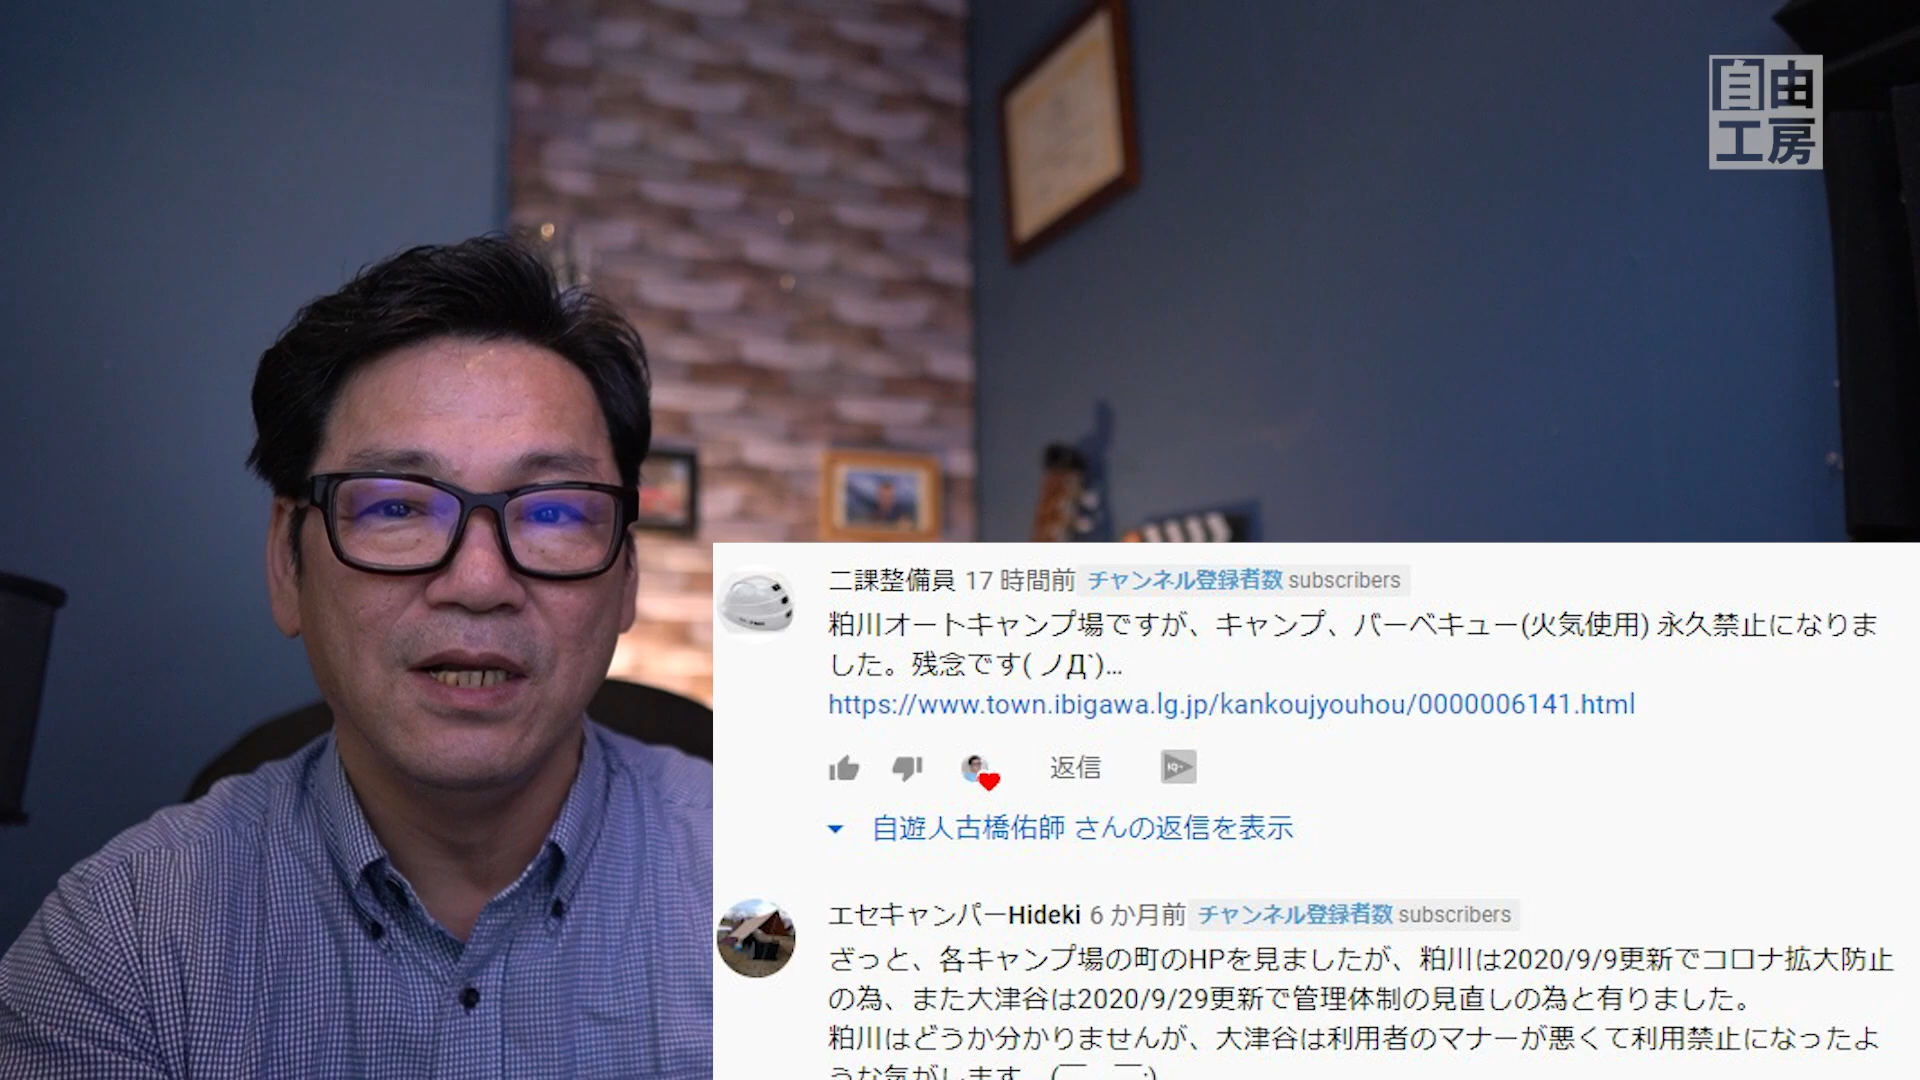 自由
工房
二課整備員 17 時間前 チャンネル登録者数 subscribers
粕川オートキャンプ場ですが、キャンプ、バーベキュー(火気使用) 永久禁止になりま
した。残念です( ノД`)…
https://www.town.ibigawa.lg.jp/kankoujyouhou/0000006141.html
返信
自遊人古橋佑師 さんの返信を表示
エセキャンパーHideki 6 か月前 チャンネル登録者数 subscribers
ざっと、各キャンプ場の町のHPを見ましたが、粕川は2020/9/9更新でコロナ拡大防止
の為、また大津谷は2020/9/29更新で管理体制の見直しの為と有りました。
粕川はどうか分かりませんが、大津谷は利用者のマナーが悪くて利用禁止になったよ
うな気がします。(￣。￣;)